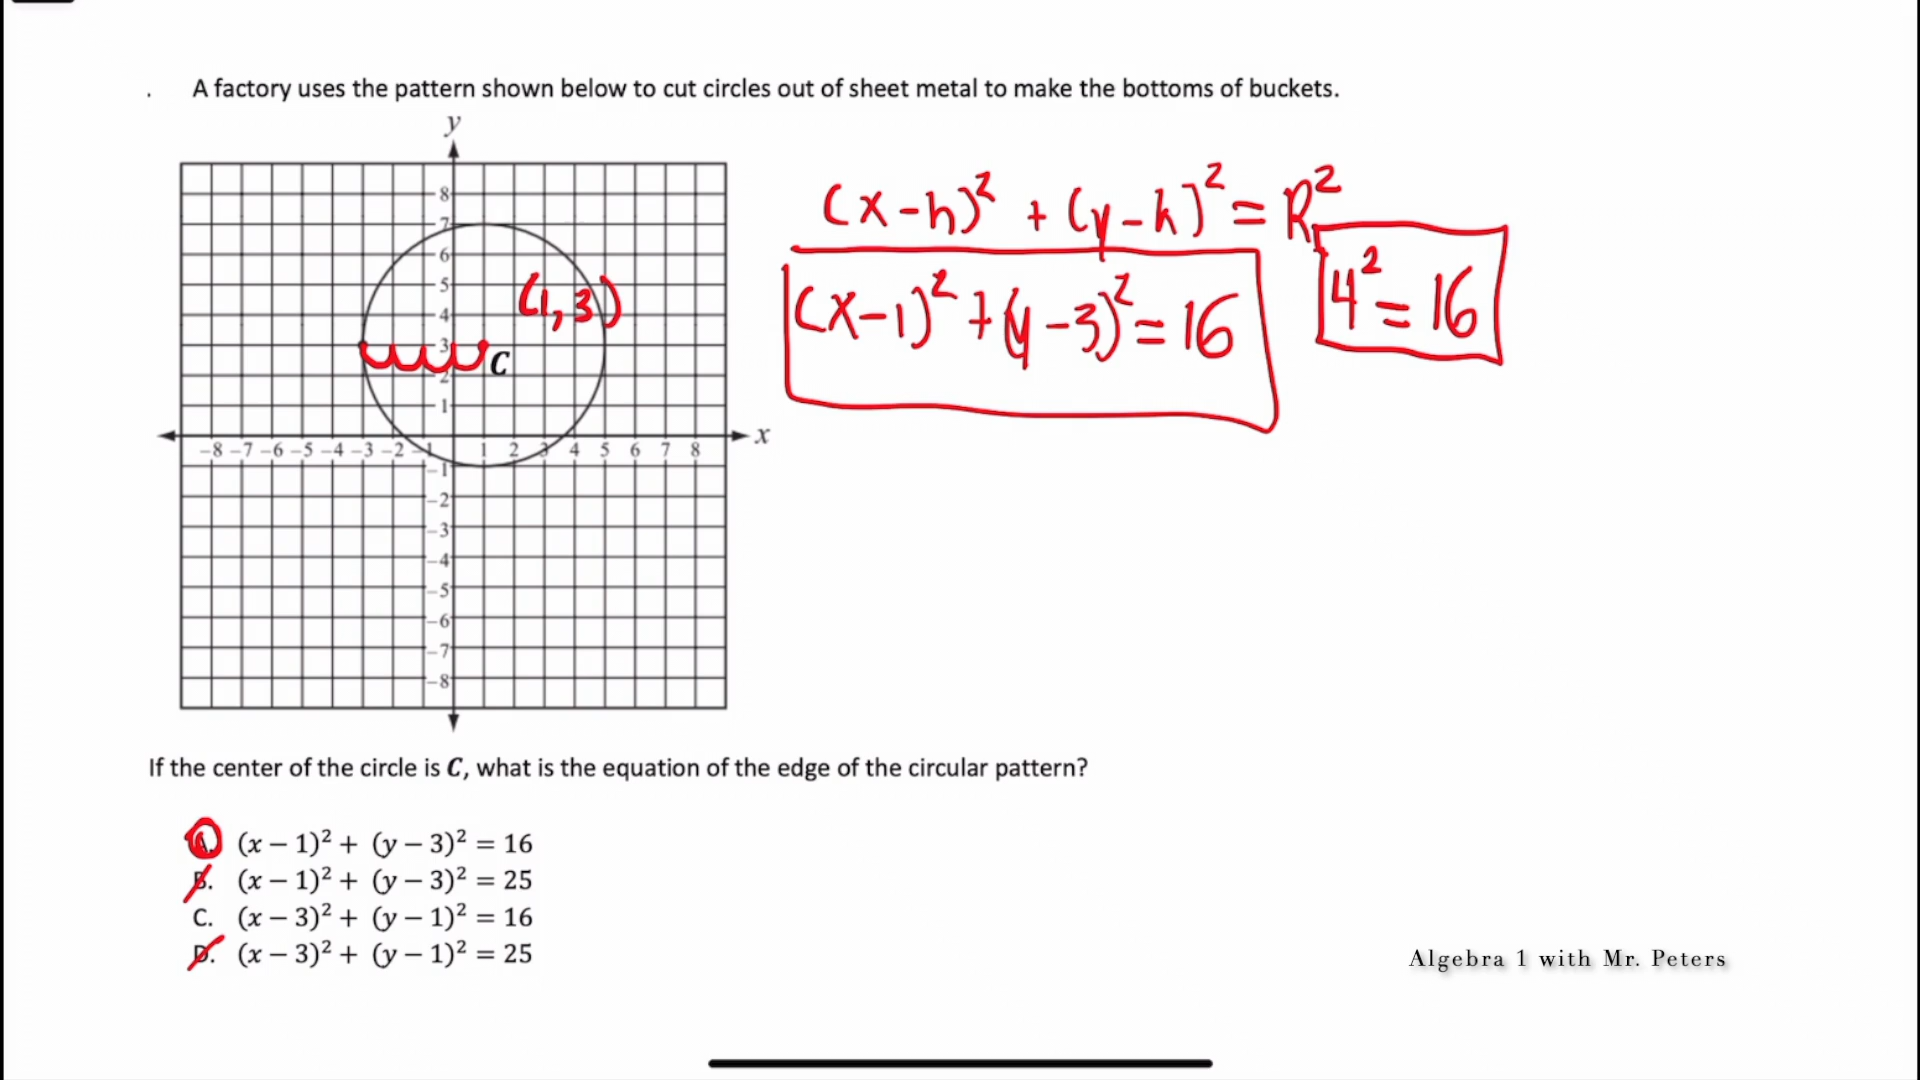 . A factory uses the pattern shown below to cut circles out of sheet metal to make the bottoms of buckets.
y
8
7
6
5
4
3
2
1
-8 -7 -6 -5 -4 -3 -2 -1 1 2 3 4 5 6 7 8
x
-1
-2
-3
-4
-5
-6
-7
-8
(1,3)
C
(x-h)² + (y-k)² = R²
(x-1)² + (y-3)² = 16
4² = 16
If the center of the circle is C, what is the equation of the edge of the circular pattern?
A. (x – 1)² + (y – 3)² = 16
B. (x – 1)² + (y – 3)² = 25
C. (x – 3)² + (y – 1)² = 16
D. (x – 3)² + (y – 1)² = 25
Algebra 1 with Mr. Peters